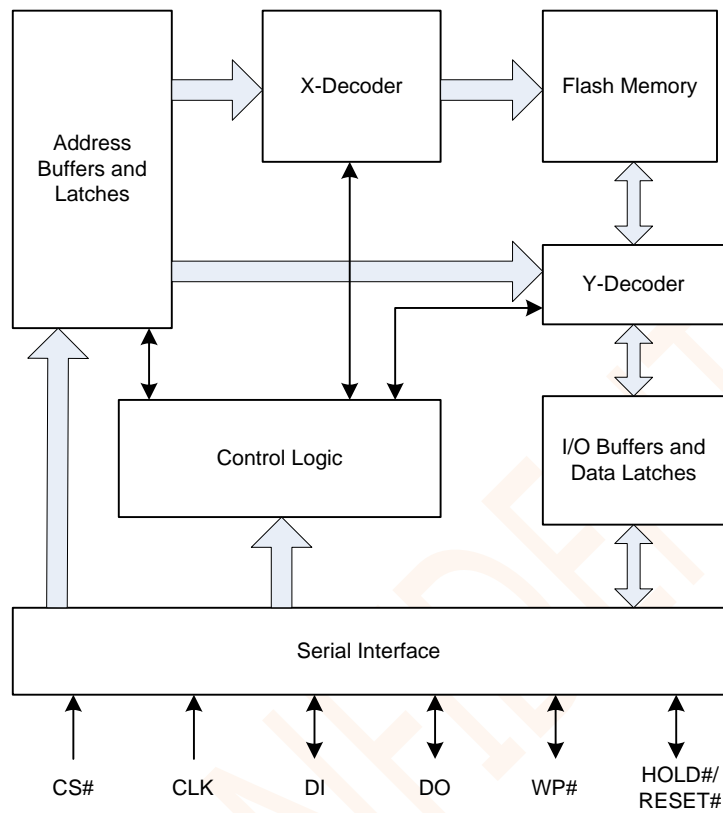 X-Decoder
Flash Memory
Address
Buffers and
Latches
Y-Decoder
Control Logic
I/O Buffers and
Data Latches
Serial Interface
CS#
CLK
DI
DO
WP#
HOLD#/
RESET#